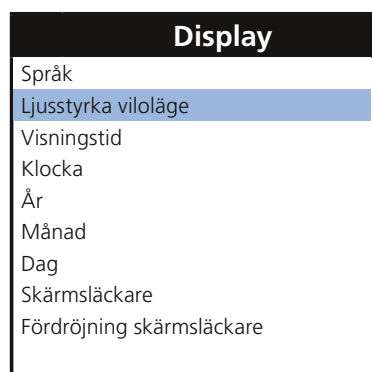 Display
Språk
Ljusstyrka viloläge
Visningstid
Klocka
År
Månad
Dag
Skärmsläckare
Fördröjning skärmsläckare